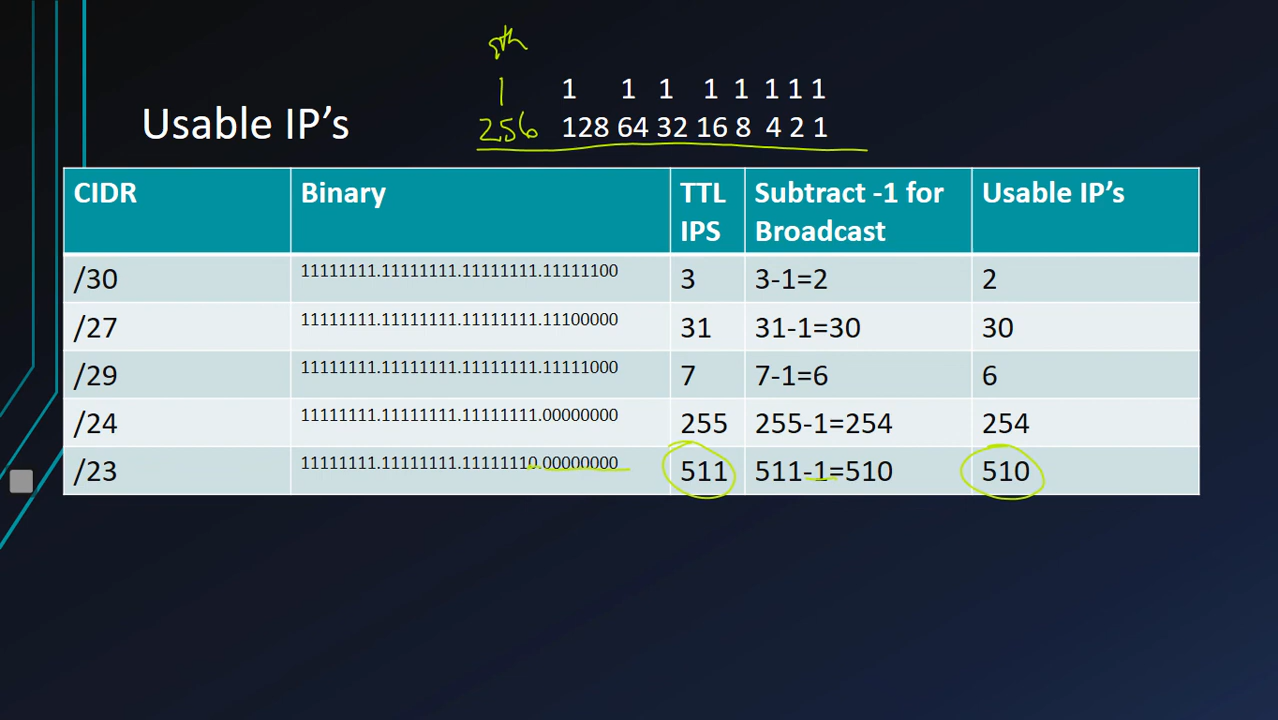 9th
1 1 1 1 1 1 1 1 1
Usable IP's
256 128 64 32 16 8 4 2 1
CIDR Binary TTL IPS Subtract -1 for Broadcast Usable IP's
/30 11111111.11111111.11111111.11111100 3 3-1=2 2
/27 11111111.11111111.11111111.11100000 31 31-1=30 30
/29 11111111.11111111.11111111.11111000 7 7-1=6 6
/24 11111111.11111111.11111111.00000000 255 255-1=254 254
/23 11111111.11111111.11111110.00000000 511 511-1=510 510